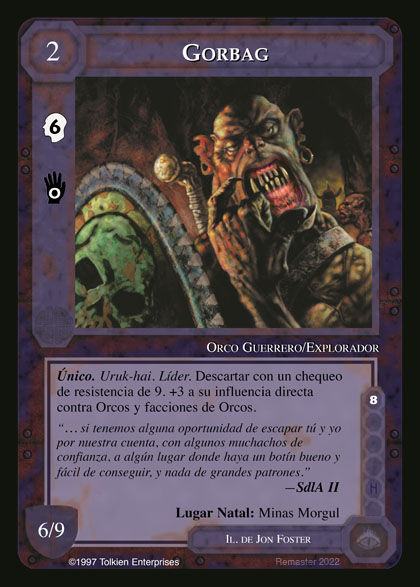 2
GORBAG
6
0
ORCO GUERRERO/EXPLORADOR
Único. Uruk-hai. Líder. Descartar con un chequeo
de resistencia de 9. +3 a su influencia directa
contra Orcos y facciones de Orcos.
8
“… si tenemos alguna oportunidad de escapar tú y yo
por nuestra cuenta, con algunos muchachos de
confianza, a algún lugar donde haya un botín bueno y
fácil de conseguir, y nada de grandes patrones.”
—SdlA II
H
Lugar Natal: Minas Morgul
6/9
IL. DE JON FOSTER
©1997 Tolkien Enterprises
Remaster 2022